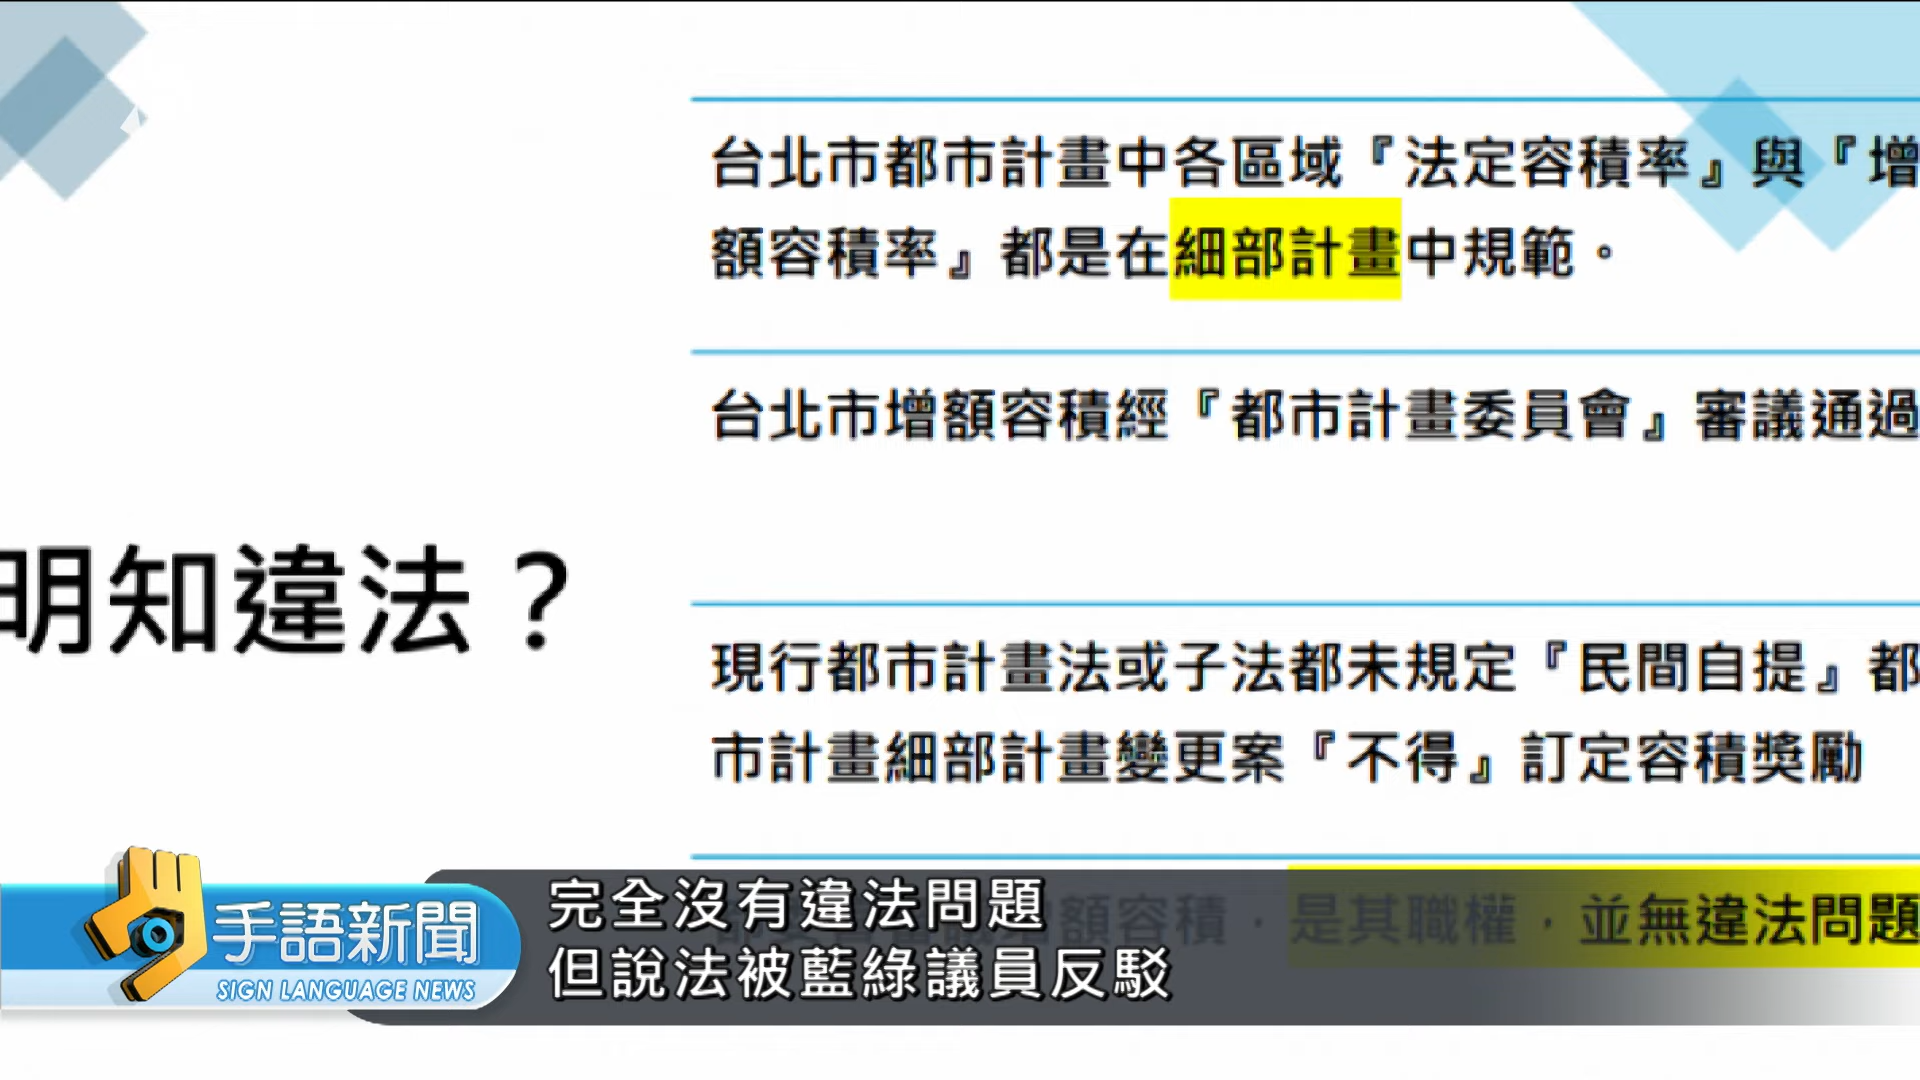 台北市都市計畫中各區域『法定容積率』與『增
額容積率』都是在細部計畫中規範。
台北市增額容積經『都市計畫委員會』審議通過
明知違法？
現行都市計畫法或子法都未規定『民間自提』都
市計畫細部計畫變更案『不得』訂定容積獎勵
額容積，是其職權，並無違法問題
手語新聞
SIGN LANGUAGE NEWS
完全沒有違法問題
但說法被藍綠議員反駁